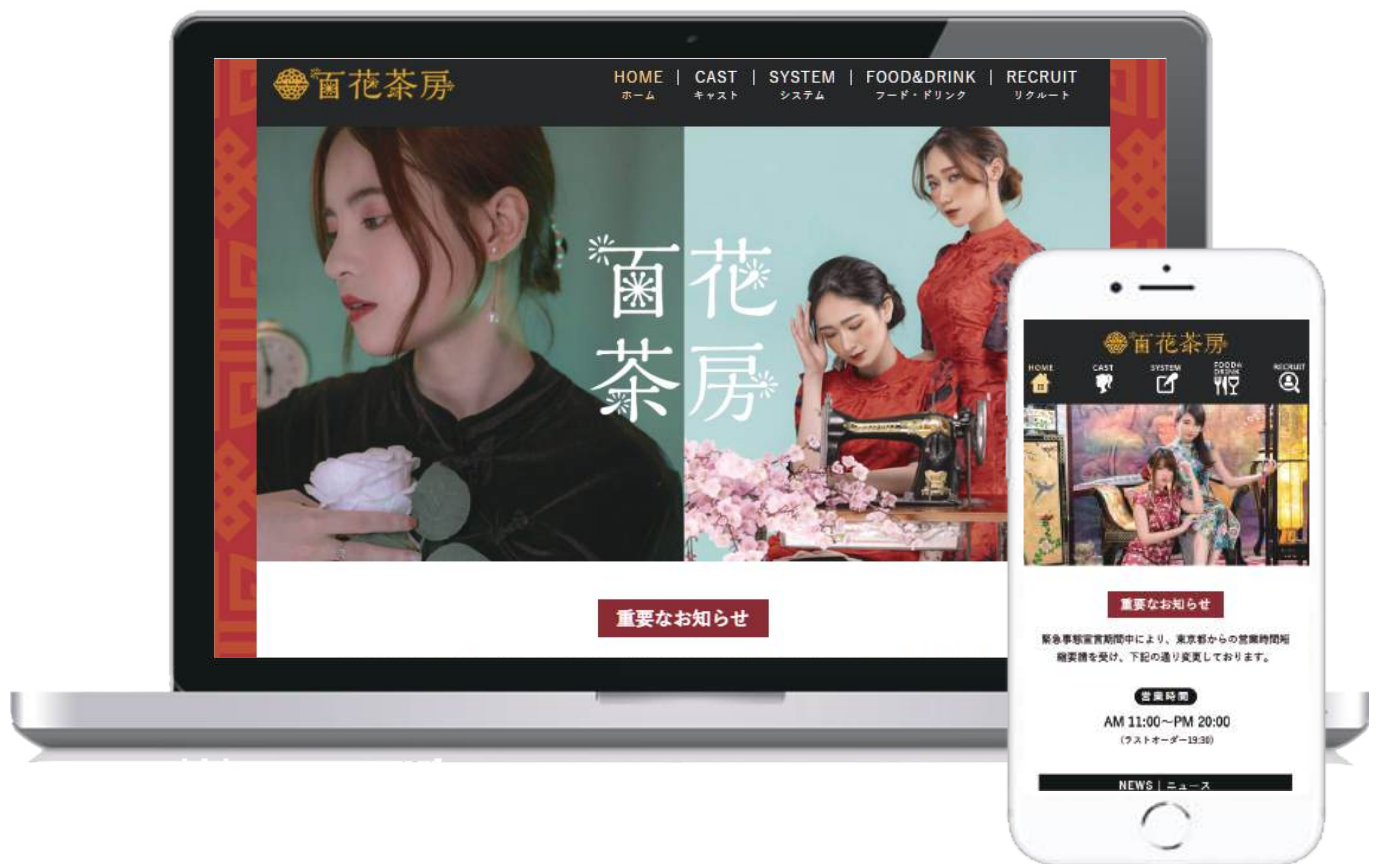 百花茶房
HOME | CAST | SYSTEM | FOOD&DRINK | RECRUIT
ホーム キャスト システム フード・ドリンク リクルート
百花
茶房
重要なお知らせ
百花茶房
HOME CAST SYSTEM FOOD& DRINK RECRUIT
重要なお知らせ
緊急事態宣言期間中により、東京都からの営業時間短
縮要請を受け、下記の通り変更しております。
営業時間
AM 11:00〜PM 20:00
(ラストオーダー19:30)
NEWS | ニュース